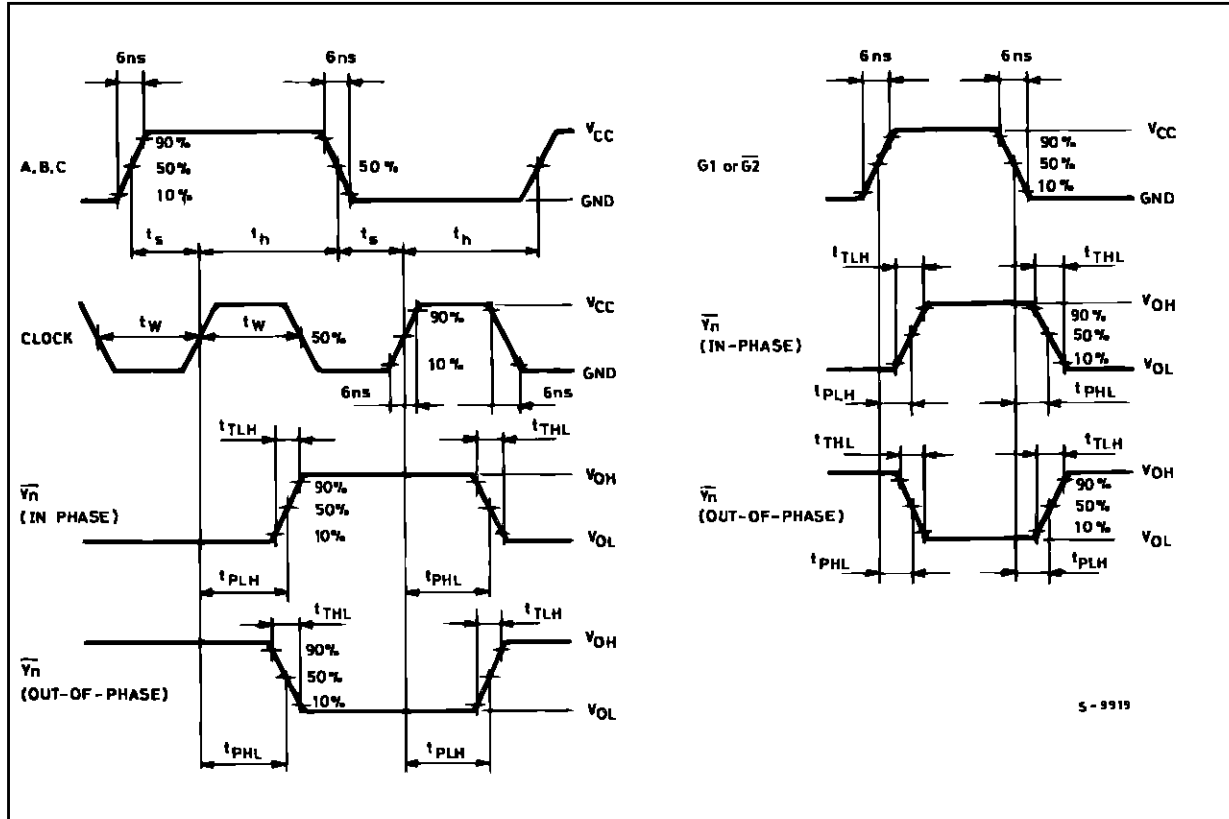 6ns 6ns
A,B,C
90%
50%
10%
50%
VCC
GND
ts th ts th
CLOCK
tW tW
50%
90%
10%
VCC
GND
6ns 6ns
tTLH tTHL
Yn
(IN PHASE)
90%
50%
10%
VOH
VOL
tPLH tPHL
tTHL tTLH
Yn
(OUT-OF-PHASE)
90%
50%
10%
VOH
VOL
tPHL tPLH
6ns 6ns
G1 or G2
VCC
90%
50%
10%
GND
tTLH tTHL
Yn
(IN-PHASE)
VOH
90%
50%
10%
VOL
tPLH tPHL
tTHL tTLH
Yn
(OUT-OF-PHASE)
VOH
90%
50%
10%
VOL
tPHL tPLH
S-9919